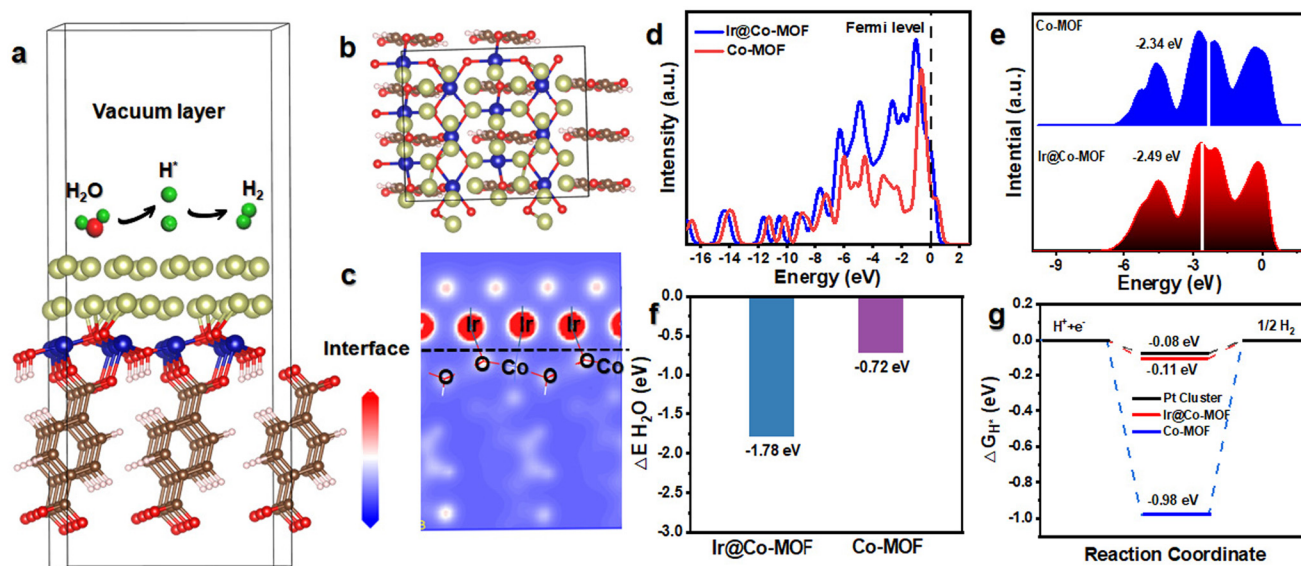 a
Vacuum layer
H2O
H*
H2
Interface
b
c
Ir
Ir
Ir
O
Co
O
Co
O
O
d
Ir@Co-MOF
Co-MOF
Fermi level
Intensity (a.u.)
-16 -14 -12 -10 -8 -6 -4 -2 0 2
Energy (eV)
e
Co-MOF
-2.34 eV
Ir@Co-MOF
-2.49 eV
Intential (a.u.)
-9 -6 -3 0
Energy (eV)
f
0.0
-0.5
-1.0
-1.5
-2.0
-2.5
-3.0
△E H2O (eV)
-1.78 eV
-0.72 eV
Ir@Co-MOF Co-MOF
g
0.2
0.0
-0.2
-0.4
-0.6
-0.8
-1.0
△GH* (eV)
H⁺+e⁻
1/2 H2
-0.08 eV
-0.11 eV
Pt Cluster
Ir@Co-MOF
Co-MOF
-0.98 eV
Reaction Coordinate